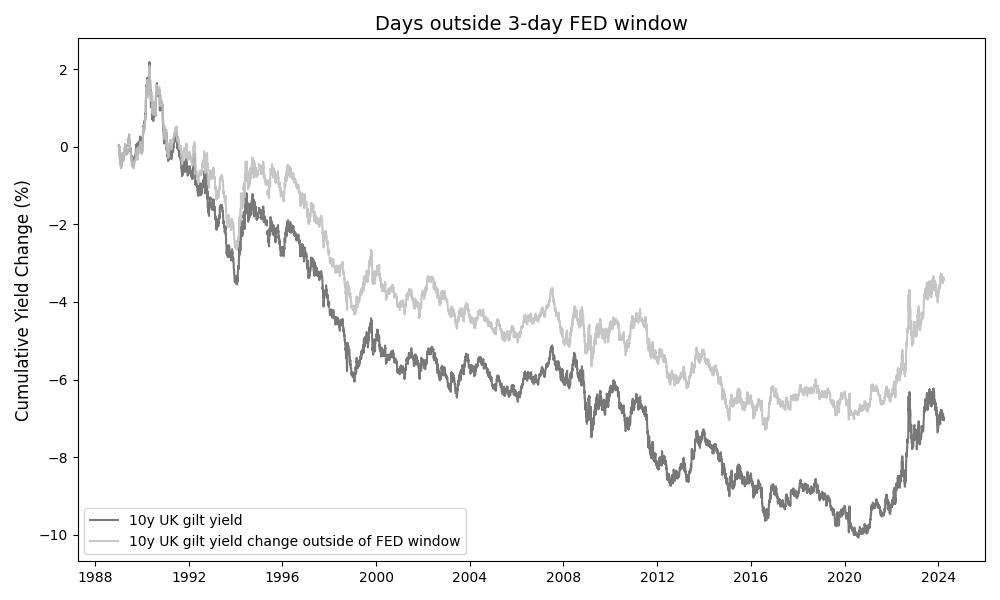 Days outside 3-day FED window
Cumulative Yield Change (%)
2
0
−2
−4
−6
−8
−10
10y UK gilt yield
10y UK gilt yield change outside of FED window
1988 1992 1996 2000 2004 2008 2012 2016 2020 2024